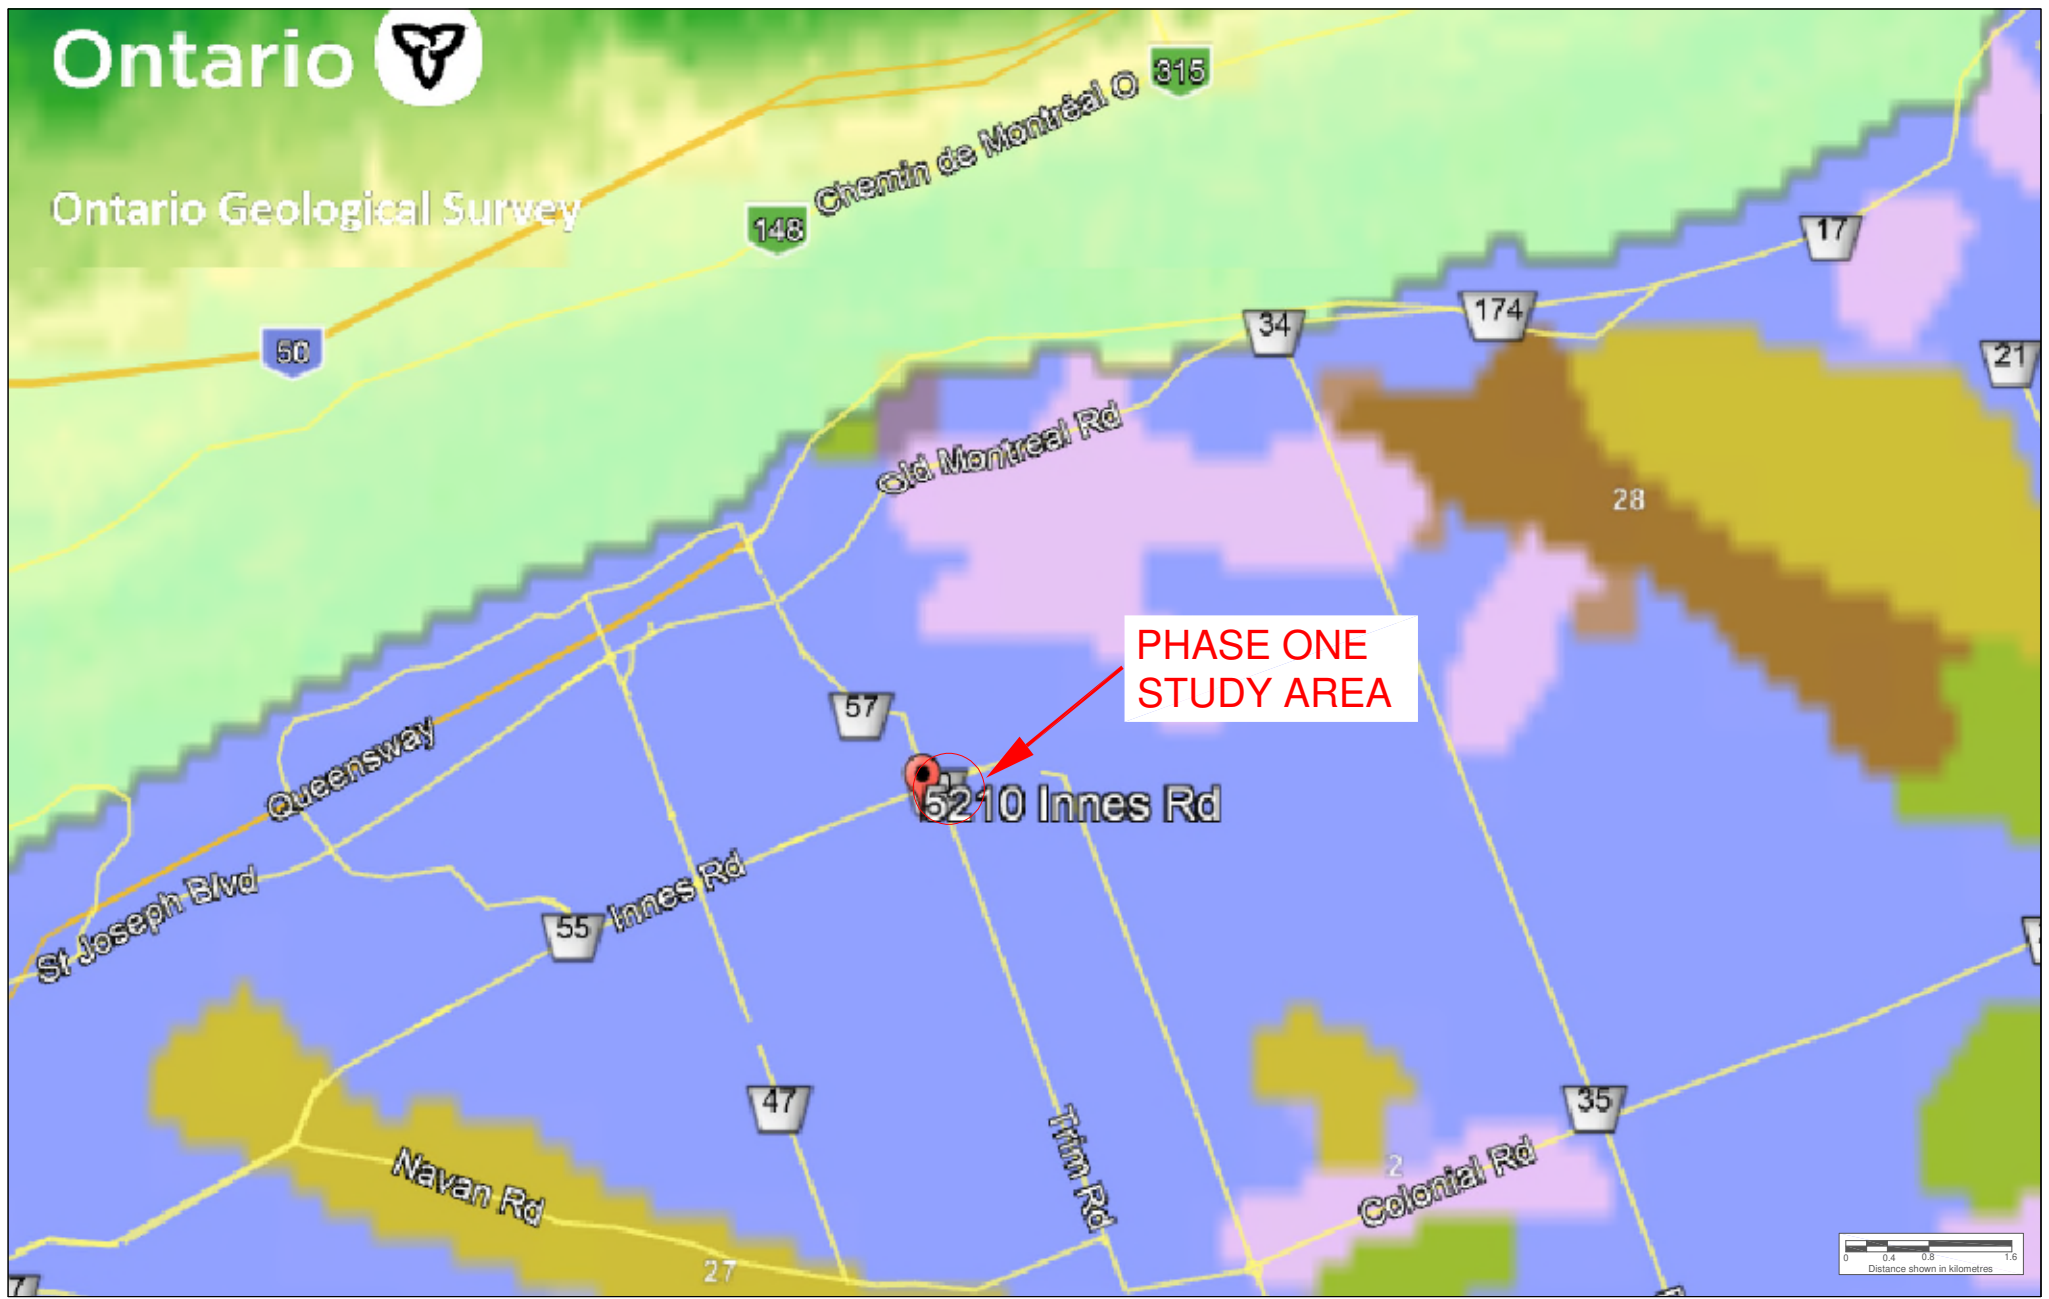 Ontario
Ontario Geological Survey
315
Chemin de Montréal O
148
50
17
174
34
21
Old Montreal Rd
28
PHASE ONE
STUDY AREA
57
5210 Innes Rd
Queensway
St Joseph Blvd
Innes Rd
55
47
35
Trim Rd
2
Colonial Rd
Navan Rd
27
7
0 0.4 0.8 1.6
Distance shown in kilometres